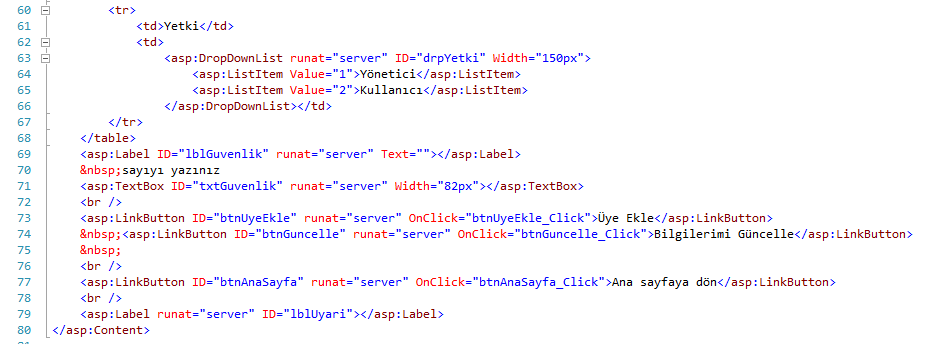 60 <tr>
61 <td>Yetki</td>
62 <td>
63 <asp:DropDownList runat="server" ID="drpYetki" Width="150px">
64 <asp:ListItem Value="1">Yönetici</asp:ListItem>
65 <asp:ListItem Value="2">Kullanıcı</asp:ListItem>
66 </asp:DropDownList></td>
67 </tr>
68 </table>
69 <asp:Label ID="lblGuvenlik" runat="server" Text=""></asp:Label>
70 &nbsp;sayıyı yazınız
71 <asp:TextBox ID="txtGuvenlik" runat="server" Width="82px"></asp:TextBox>
72 <br />
73 <asp:LinkButton ID="btnUyeEkle" runat="server" OnClick="btnUyeEkle_Click">Üye Ekle</asp:LinkButton>
74 &nbsp;<asp:LinkButton ID="btnGuncelle" runat="server" OnClick="btnGuncelle_Click">Bilgilerimi Güncelle</asp:LinkButton>
75 &nbsp;
76 <br />
77 <asp:LinkButton ID="btnAnaSayfa" runat="server" OnClick="btnAnaSayfa_Click">Ana sayfaya dön</asp:LinkButton>
78 <br />
79 <asp:Label runat="server" ID="lblUyari"></asp:Label>
80 </asp:Content>